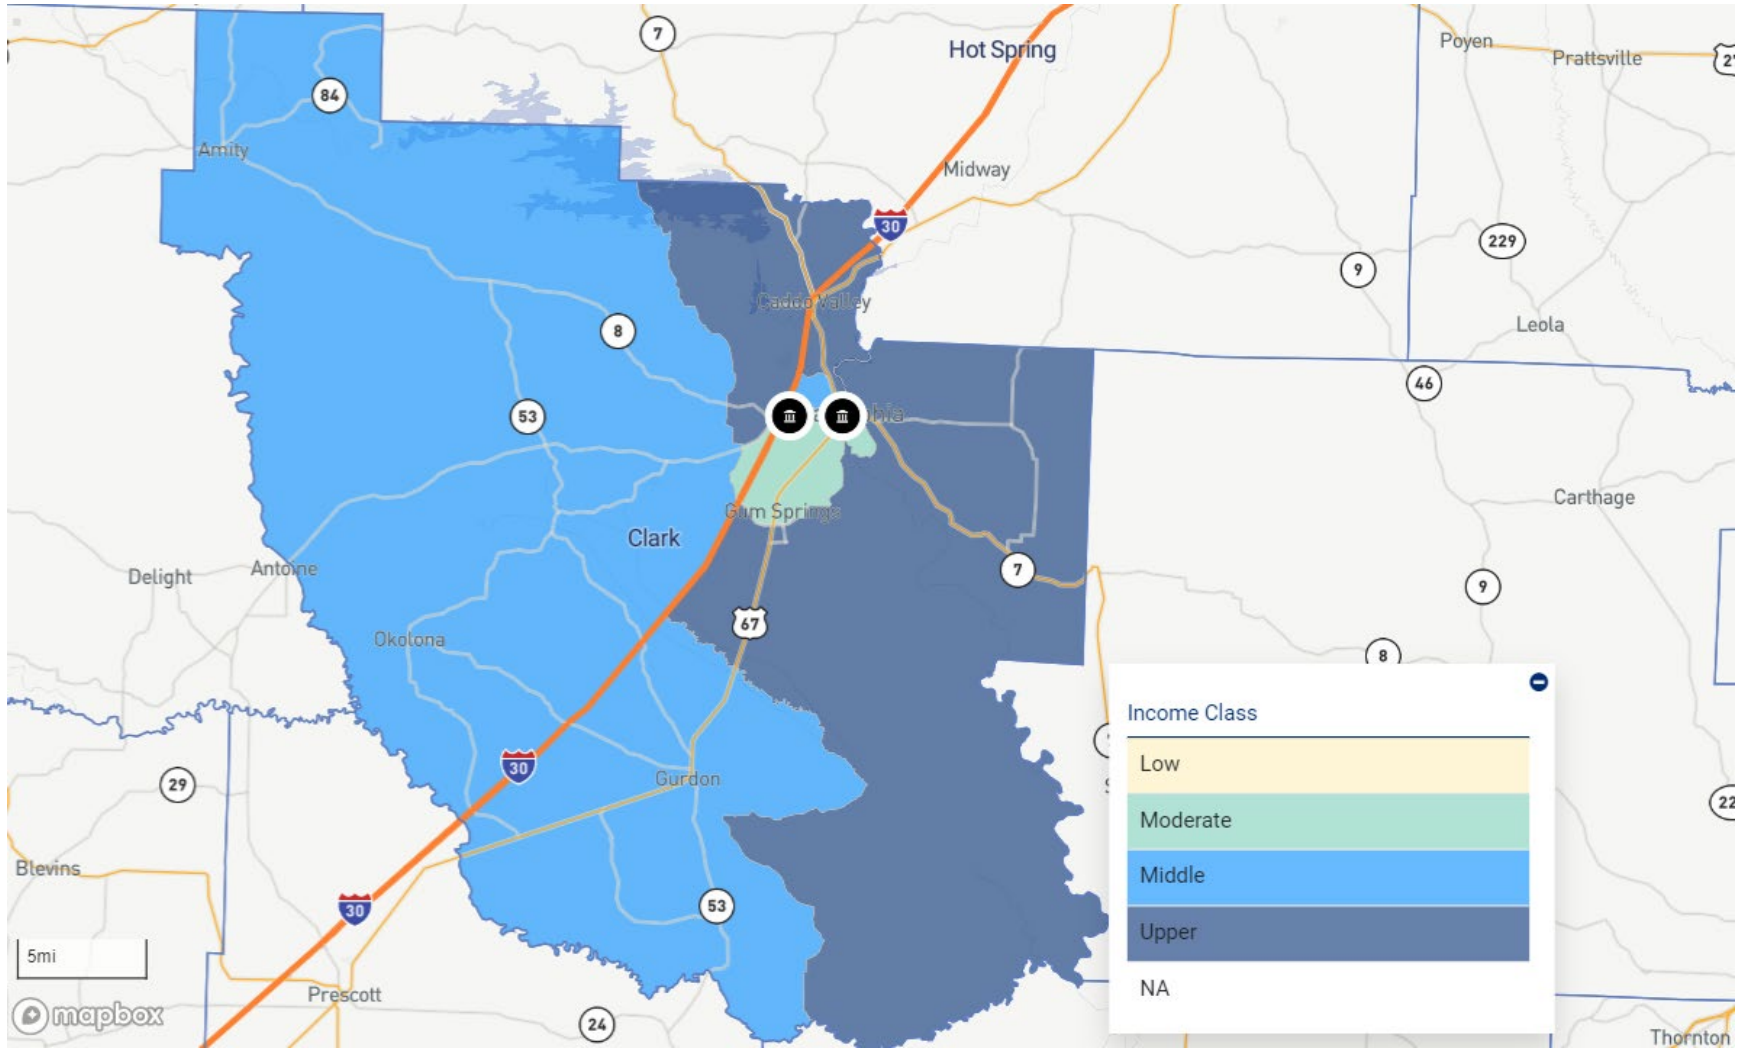 7
Hot Spring
Poyen
Prattsville
84
Amity
Midway
30
229
9
Caddo Valley
Leola
8
46
53
Carthage
Gum Springs
Clark
Delight
Antoine
7
9
67
Okolona
8
Income Class
Low
Moderate
Middle
Upper
NA
30
29
Gurdon
Blevins
30
53
5mi
Prescott
mapbox
24
Thornton